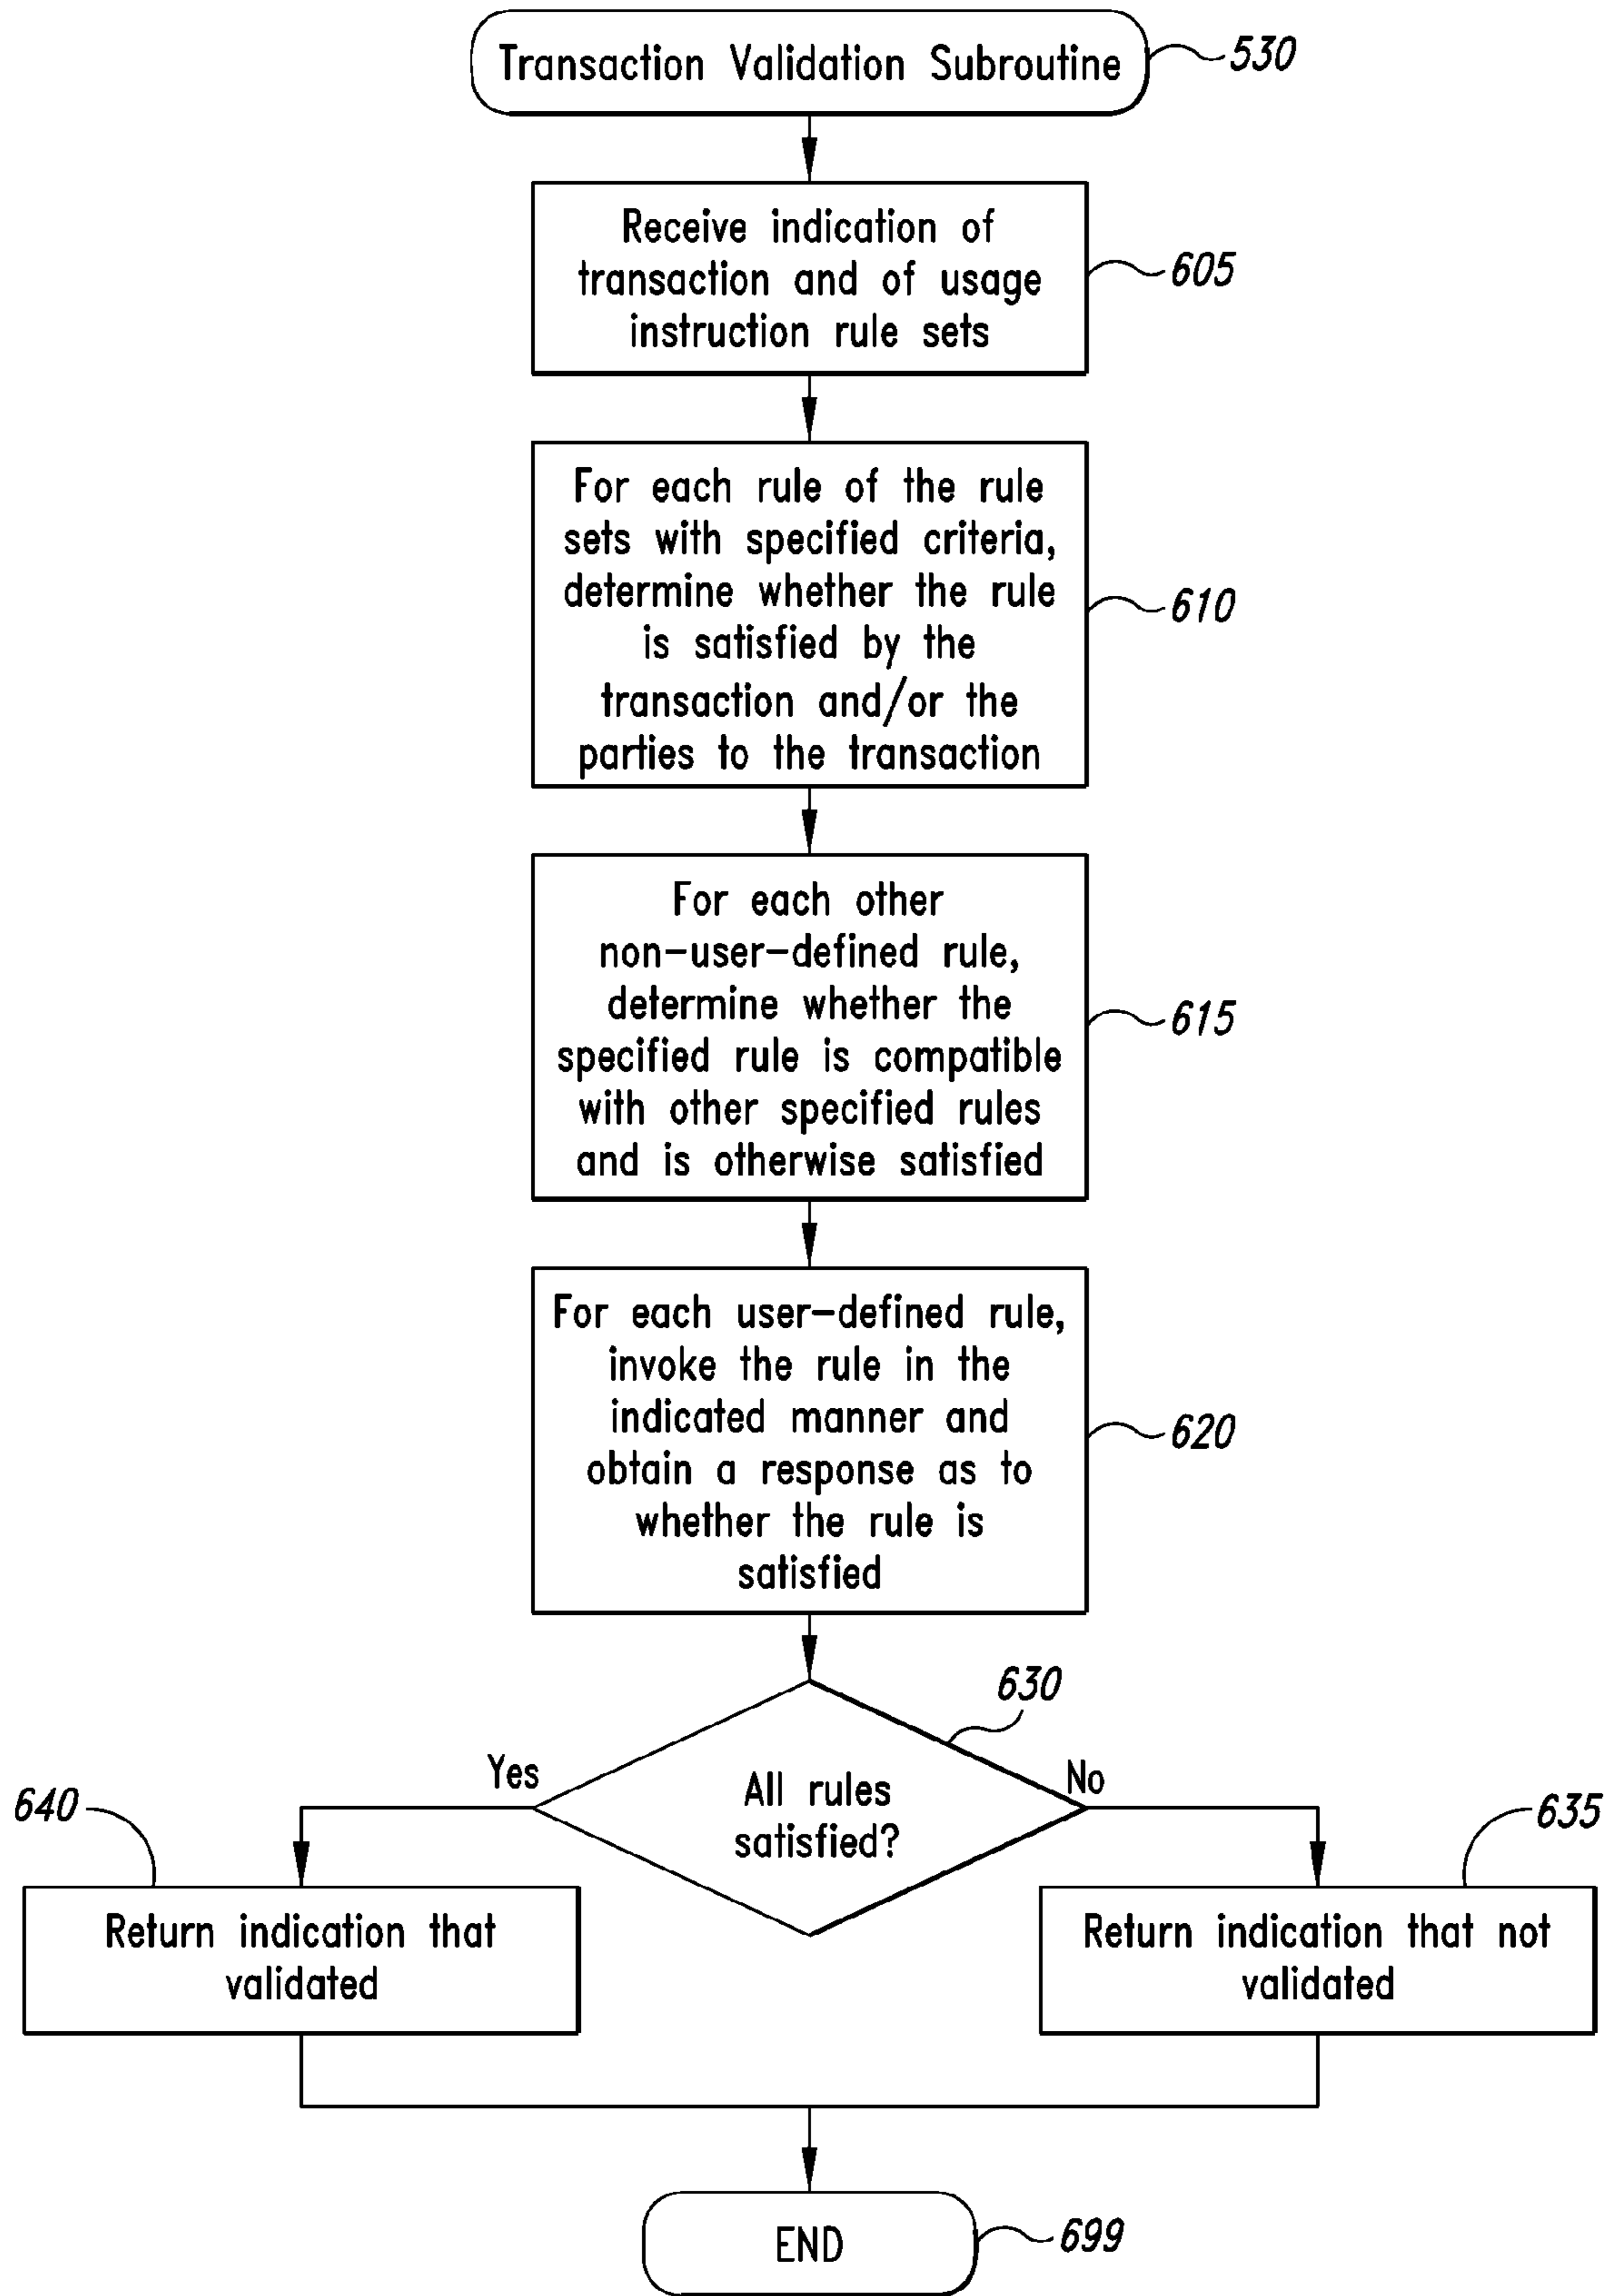 Transaction Validation Subroutine
530
Receive indication of
transaction and of usage
instruction rule sets
605
For each rule of the rule
sets with specified criteria,
determine whether the rule
is satisfied by the
transaction and/or the
parties to the transaction
610
For each other
non-user-defined rule,
determine whether the
specified rule is compatible
with other specified rules
and is otherwise satisfied
615
For each user-defined rule,
invoke the rule in the
indicated manner and
obtain a response as to
whether the rule is
satisfied
620
630
Yes
No
All rules
satisfied?
640
635
Return indication that
validated
Return indication that not
validated
END
699